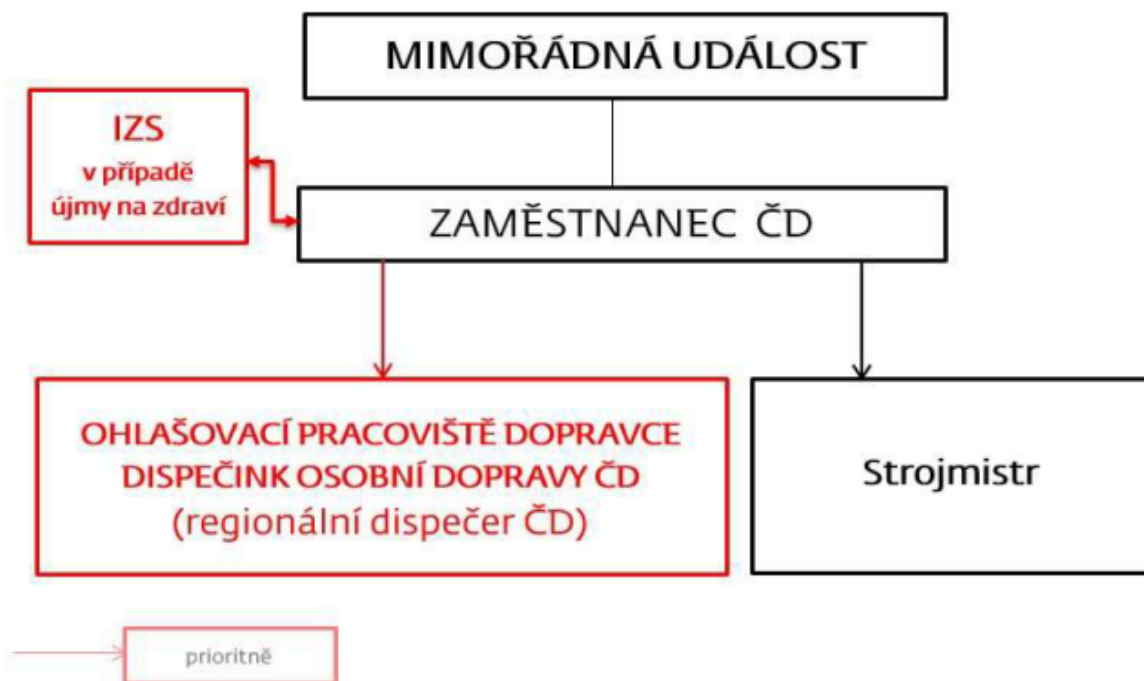 MIMOŘÁDNÁ UDÁLOST
IZS
v případě
újmy na zdraví
ZAMĚSTNANEC ČD
OHLAŠOVACÍ PRACOVIŠTĚ DOPRAVCE
DISPEČINK OSOBNÍ DOPRAVY ČD
(regionální dispečer ČD)
Strojmistr
prioritně